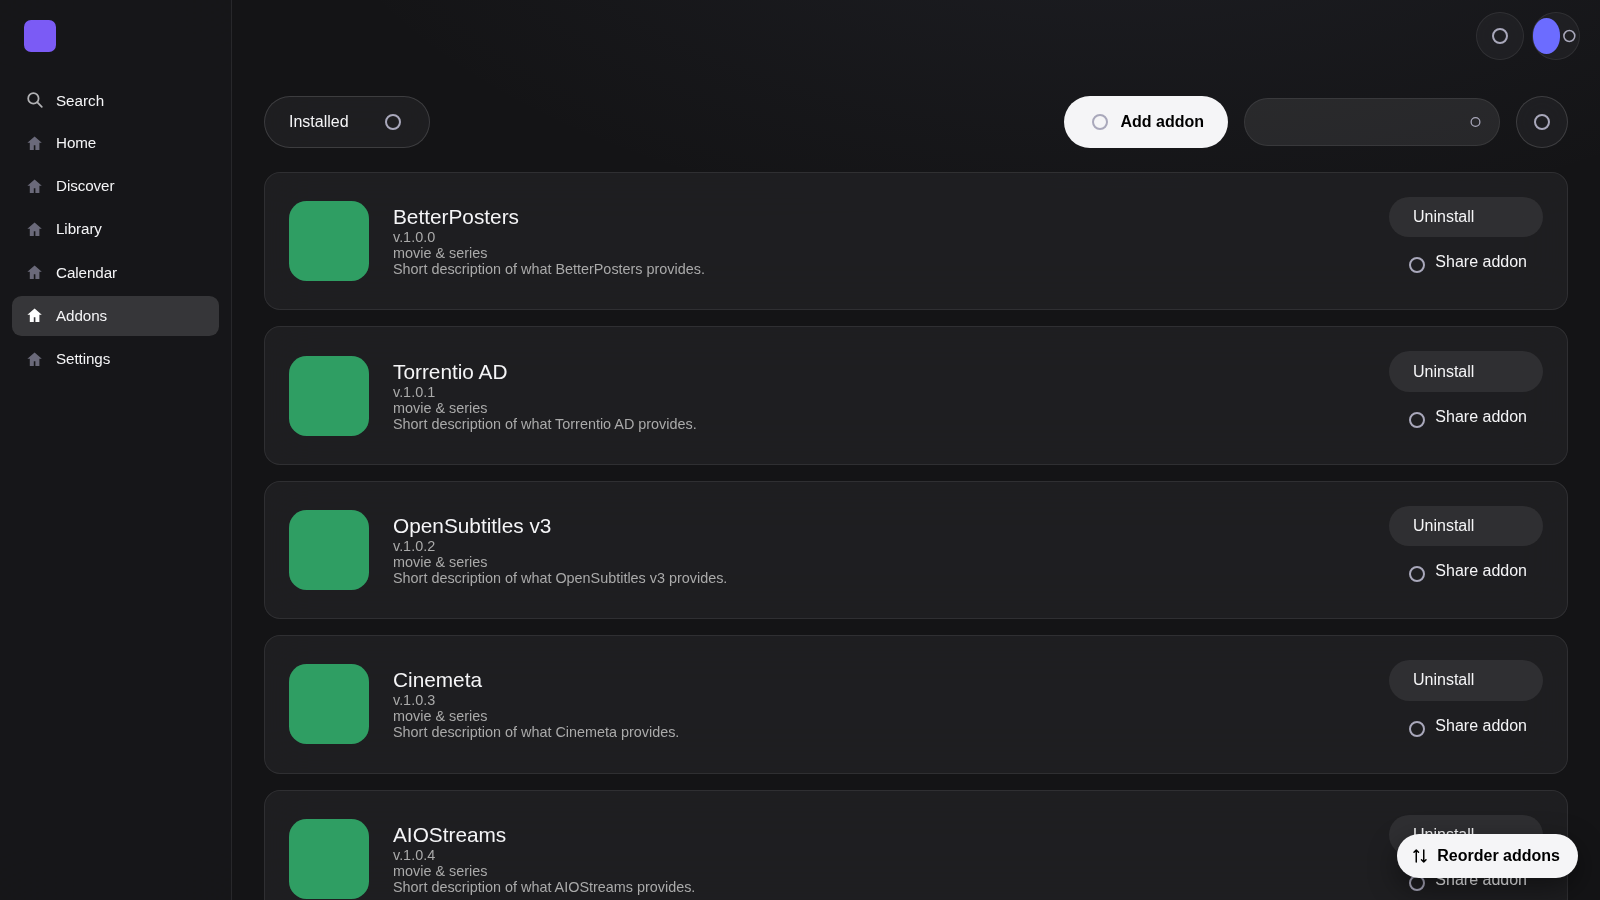 Search
Home
Discover
Library
Calendar
Addons
Settings
Installed
Add addon
BetterPosters
v.1.0.0
movie & series
Short description of what BetterPosters provides.
Uninstall
Share addon
Torrentio AD
v.1.0.1
movie & series
Short description of what Torrentio AD provides.
Uninstall
Share addon
OpenSubtitles v3
v.1.0.2
movie & series
Short description of what OpenSubtitles v3 provides.
Uninstall
Share addon
Cinemeta
v.1.0.3
movie & series
Short description of what Cinemeta provides.
Uninstall
Share addon
AIOStreams
v.1.0.4
movie & series
Short description of what AIOStreams provides.
Uninstall
Reorder addons
Share addon